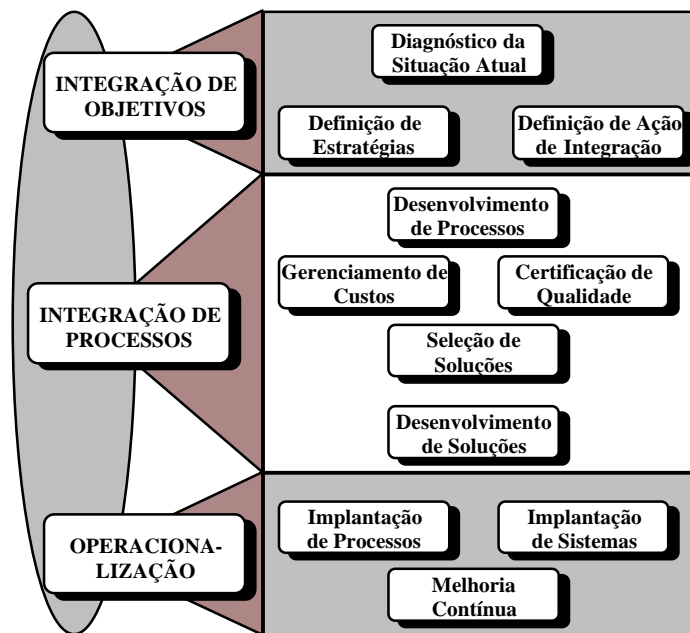 INTEGRAÇÃO DE
OBJETIVOS
Diagnóstico da
Situação Atual
Definição de
Estratégias
Definição de Ação
de Integração
INTEGRAÇÃO DE
PROCESSOS
Desenvolvimento
de Processos
Gerenciamento de
Custos
Certificação de
Qualidade
Seleção de
Soluções
Desenvolvimento
de Soluções
OPERACIONA-
LIZAÇÃO
Implantação
de Processos
Implantação
de Sistemas
Melhoria
Contínua